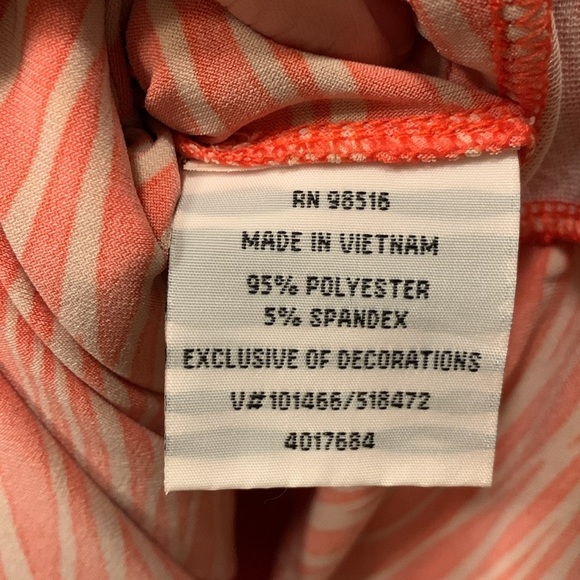 RN 98516
MADE IN VIETNAM
95% POLYESTER
5% SPANDEX
EXCLUSIVE OF DECORATIONS
V#101466/518472
4017684